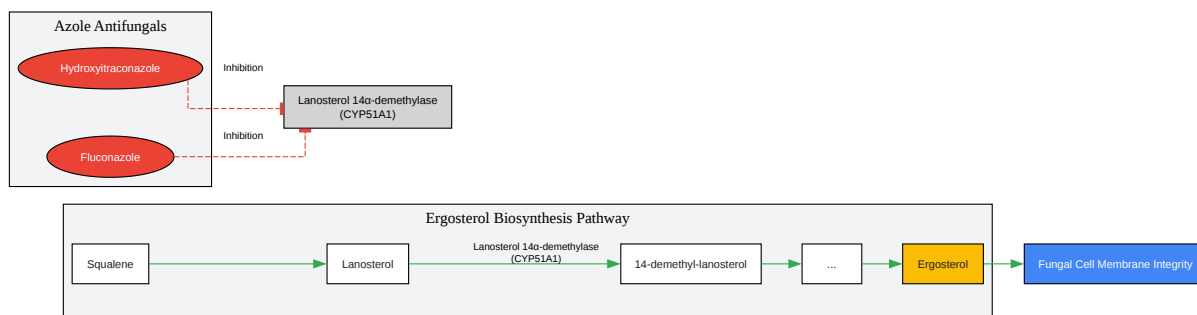 Azole Antifungals
Hydroxyitraconazole
Inhibition
Lanosterol 14α-demethylase
(CYP51A1)
Inhibition
Fluconazole
Ergosterol Biosynthesis Pathway
Squalene
Lanosterol
Lanosterol 14α-demethylase
(CYP51A1)
14-demethyl-lanosterol
...
Ergosterol
Fungal Cell Membrane Integrity